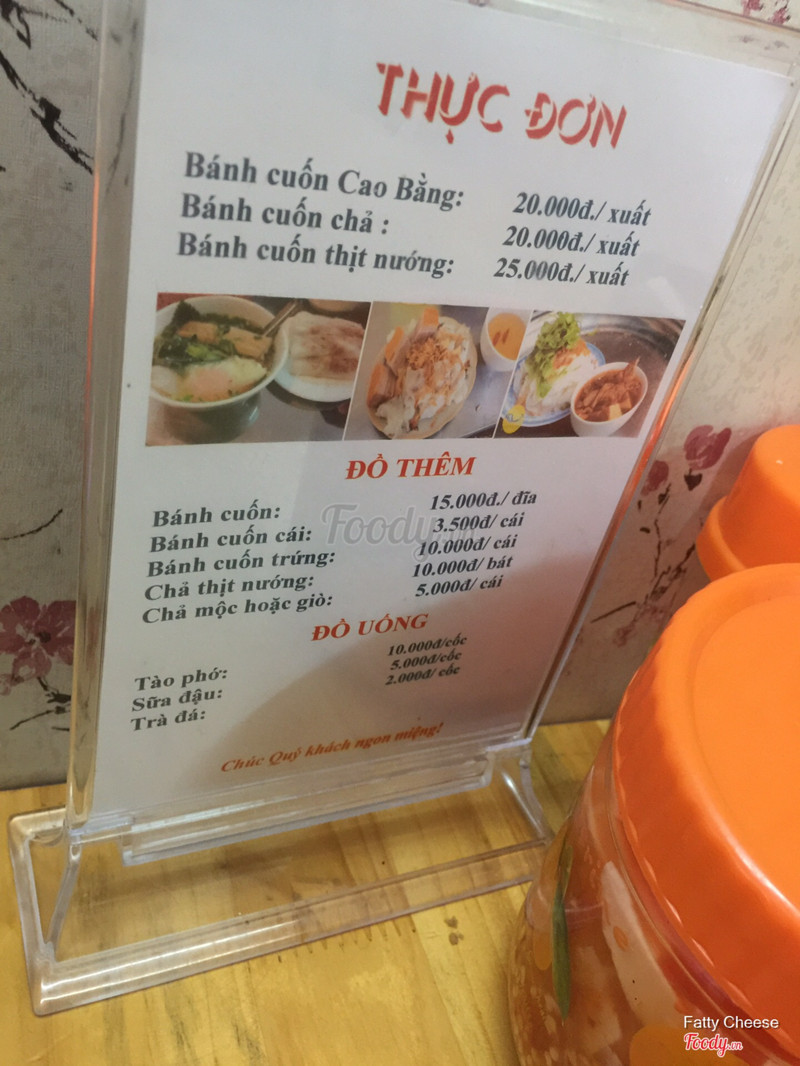 THỰC ĐƠN
Bánh cuốn Cao Bằng: 20.000đ./ xuất
Bánh cuốn chả : 20.000đ./ xuất
Bánh cuốn thịt nướng: 25.000đ./ xuất
ĐỒ THÊM
Bánh cuốn: 15.000đ./ đĩa
Bánh cuốn cái: 3.500đ/ cái
Bánh cuốn trứng: 10.000đ/ cái
Chả thịt nướng: 10.000đ/ bát
Chả mộc hoặc giò: 5.000đ/ cái
Foody.vn
ĐỒ UỐNG
Tào phớ: 10.000đ/cốc
Sữa đậu: 5.000đ/cốc
Trà đá: 2.000đ/ cốc
Chúc Quý khách ngon miệng!
Fatty Cheese
Foody.vn